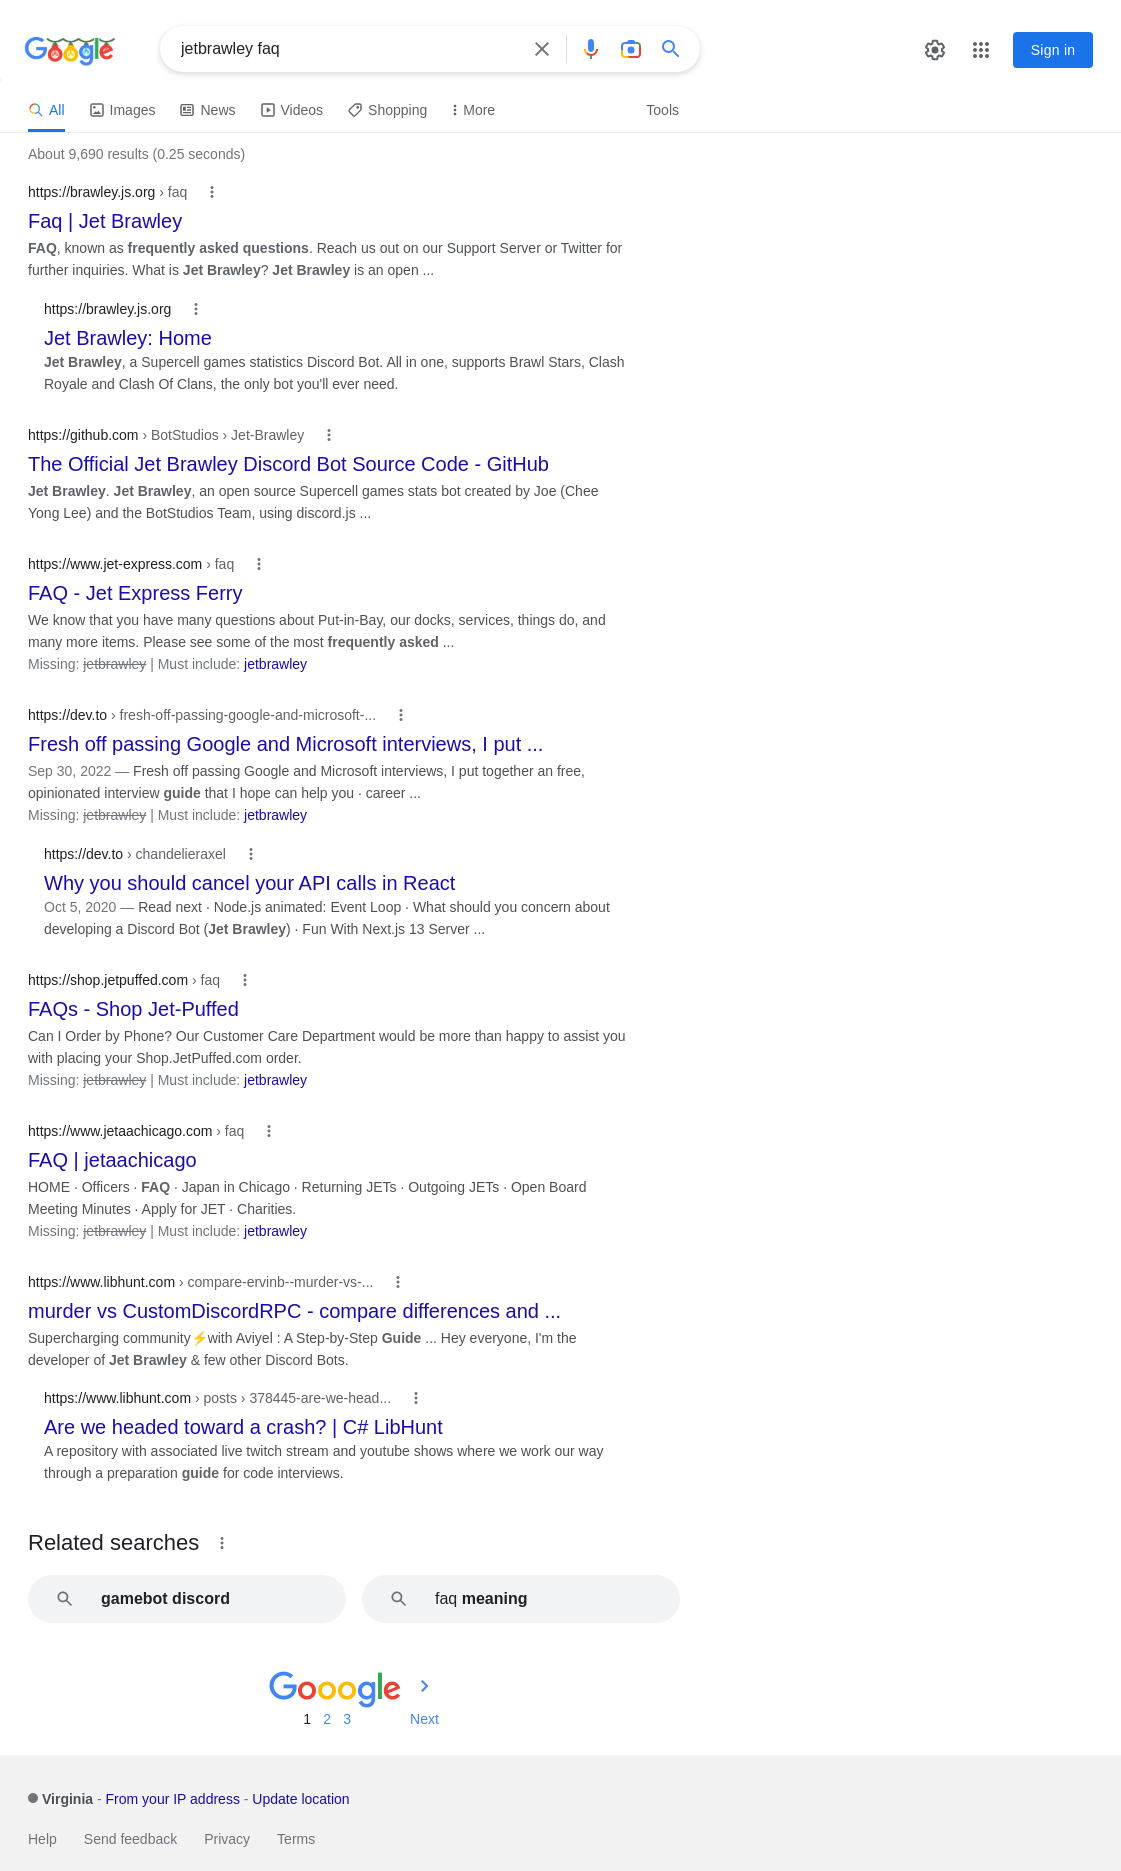 Google
jetbrawley faq
Sign in
All Images News Videos Shopping More Tools
About 9,690 results (0.25 seconds)
https://brawley.js.org › faq
Faq | Jet Brawley
FAQ, known as frequently asked questions. Reach us out on our Support Server or Twitter for
further inquiries. What is Jet Brawley? Jet Brawley is an open ...
https://brawley.js.org
Jet Brawley: Home
Jet Brawley, a Supercell games statistics Discord Bot. All in one, supports Brawl Stars, Clash
Royale and Clash Of Clans, the only bot you'll ever need.
https://github.com › BotStudios › Jet-Brawley
The Official Jet Brawley Discord Bot Source Code - GitHub
Jet Brawley. Jet Brawley, an open source Supercell games stats bot created by Joe (Chee
Yong Lee) and the BotStudios Team, using discord.js ...
https://www.jet-express.com › faq
FAQ - Jet Express Ferry
We know that you have many questions about Put-in-Bay, our docks, services, things do, and
many more items. Please see some of the most frequently asked ...
Missing: jetbrawley | Must include: jetbrawley
https://dev.to › fresh-off-passing-google-and-microsoft-...
Fresh off passing Google and Microsoft interviews, I put ...
Sep 30, 2022 — Fresh off passing Google and Microsoft interviews, I put together an free,
opinionated interview guide that I hope can help you · career ...
Missing: jetbrawley | Must include: jetbrawley
https://dev.to › chandelieraxel
Why you should cancel your API calls in React
Oct 5, 2020 — Read next · Node.js animated: Event Loop · What should you concern about
developing a Discord Bot (Jet Brawley) · Fun With Next.js 13 Server ...
https://shop.jetpuffed.com › faq
FAQs - Shop Jet-Puffed
Can I Order by Phone? Our Customer Care Department would be more than happy to assist you
with placing your Shop.JetPuffed.com order.
Missing: jetbrawley | Must include: jetbrawley
https://www.jetaachicago.com › faq
FAQ | jetaachicago
HOME · Officers · FAQ · Japan in Chicago · Returning JETs · Outgoing JETs · Open Board
Meeting Minutes · Apply for JET · Charities.
Missing: jetbrawley | Must include: jetbrawley
https://www.libhunt.com › compare-ervinb--murder-vs-...
murder vs CustomDiscordRPC - compare differences and ...
Supercharging community⚡with Aviyel : A Step-by-Step Guide ... Hey everyone, I'm the
developer of Jet Brawley & few other Discord Bots.
https://www.libhunt.com › posts › 378445-are-we-head...
Are we headed toward a crash? | C# LibHunt
A repository with associated live twitch stream and youtube shows where we work our way
through a preparation guide for code interviews.
Related searches
gamebot discord
faq meaning
Gooogle
1 2 3 Next
Virginia - From your IP address - Update location
Help Send feedback Privacy Terms